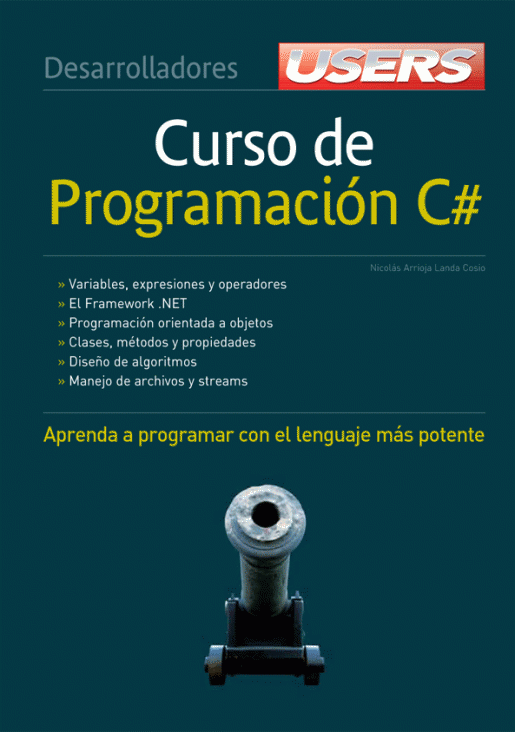 Desarrolladores
USERS
Curso de
Programación C#
Nicolás Arrioja Landa Cosio
» Variables, expresiones y operadores
» El Framework .NET
» Programación orientada a objetos
» Clases, métodos y propiedades
» Diseño de algoritmos
» Manejo de archivos y streams
Aprenda a programar con el lenguaje más potente